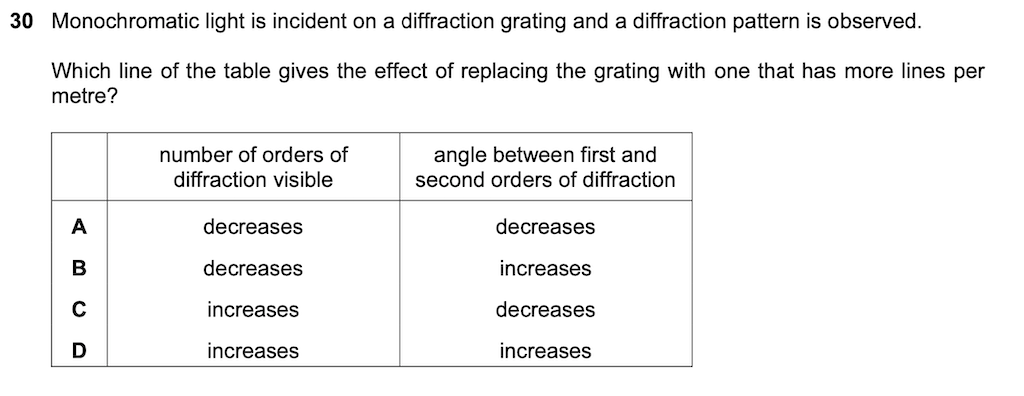 30 Monochromatic light is incident on a diffraction grating and a diffraction pattern is observed.
Which line of the table gives the effect of replacing the grating with one that has more lines per
metre?
number of orders of
diffraction visible
angle between first and
second orders of diffraction
A decreases decreases
B decreases increases
C increases decreases
D increases increases